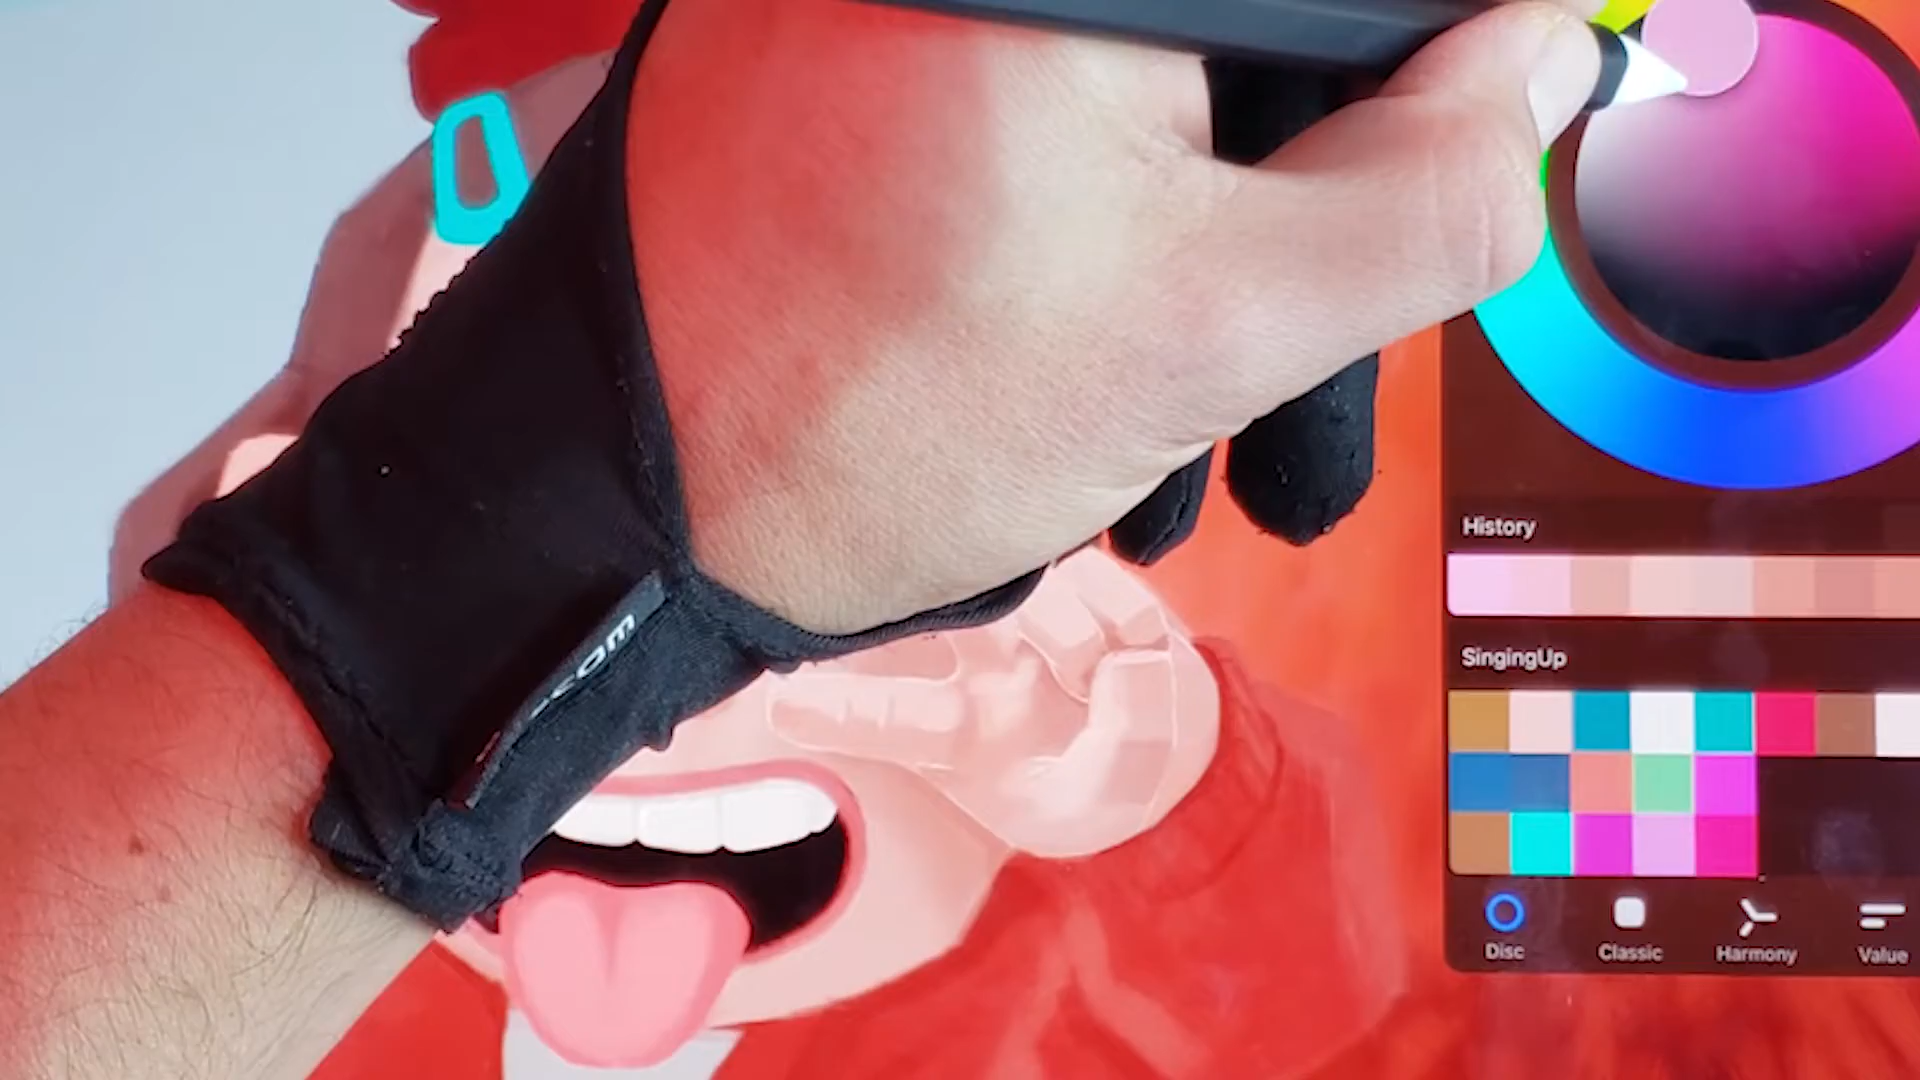 History
SingingUp
Disc
Classic
Harmony
Value